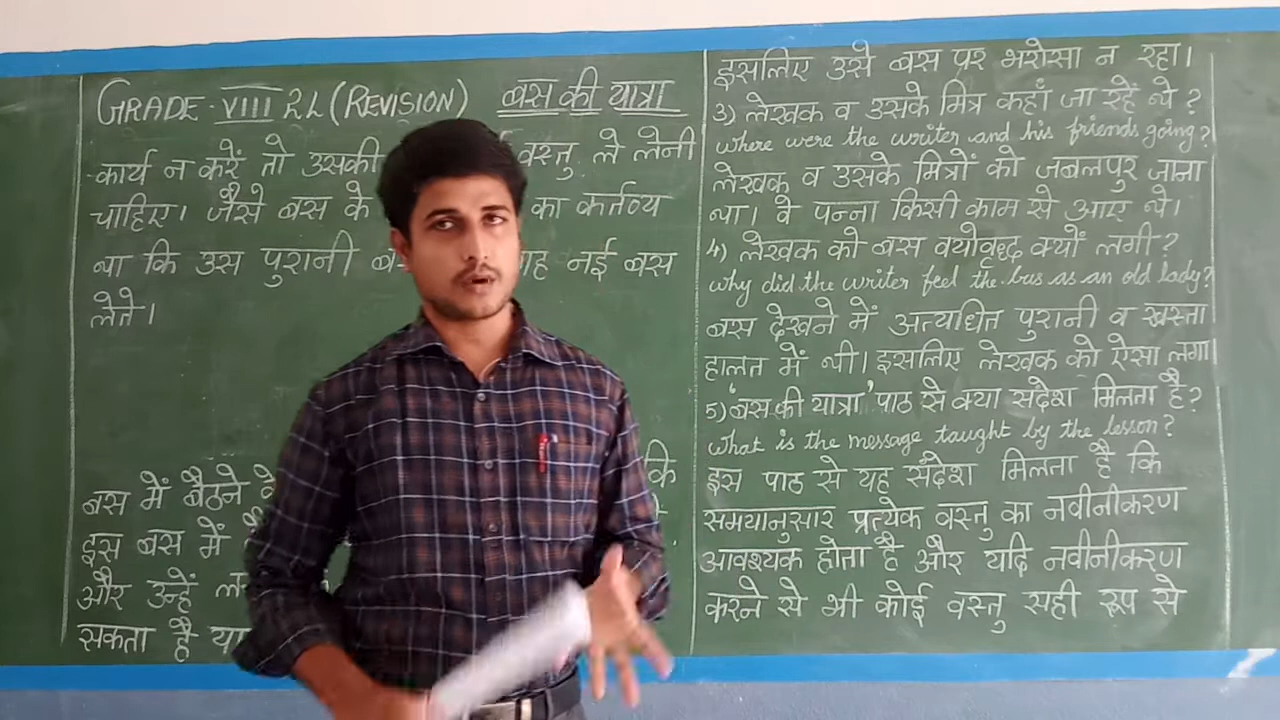 GRADE-VIII 2L (REVISION) बस की यात्रा
कार्य न करें तो उसकी वस्तु ले लेनी
चाहिए। जैसे बस के का कर्तव्य
था कि उस पुरानी नई बस
लेते।
बस में बैठने के कि
इस बस में
और उन्हें
सकता है या
इसलिए उसे बस पर भरोसा न रहा।
3) लेखक व उसके मित्र कहाँ जा रहें थे?
where were the writer and his friends going?
लेखक व उसके मित्रों को जबलपुर जाना
था। वे पन्ना किसी काम से आए थे।
4) लेखक को बस वयोवृध्द क्यों लगी?
why did the writer feel the bus as an old lady?
बस देखने में अत्यधित पुरानी व खस्ता
हालत में थी। इसलिए लेखक को ऐसा लगा।
5) 'बस की यात्रा' पाठ से क्या संदेश मिलता है?
What is the message taught by the lesson?
इस पाठ से यह संदेश मिलता है कि
समयानुसार प्रत्येक वस्तु का नवीनीकरण
आवश्यक होता है और यदि नवीनीकरण
करने से भी कोई वस्तु सही रूप से